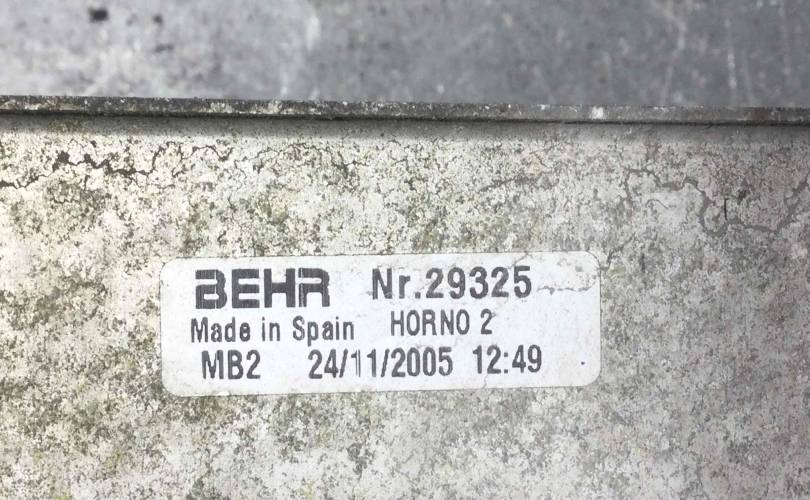 BEHR Nr.29325
Made in Spain HORNO 2
MB2 24/11/2005 12:49